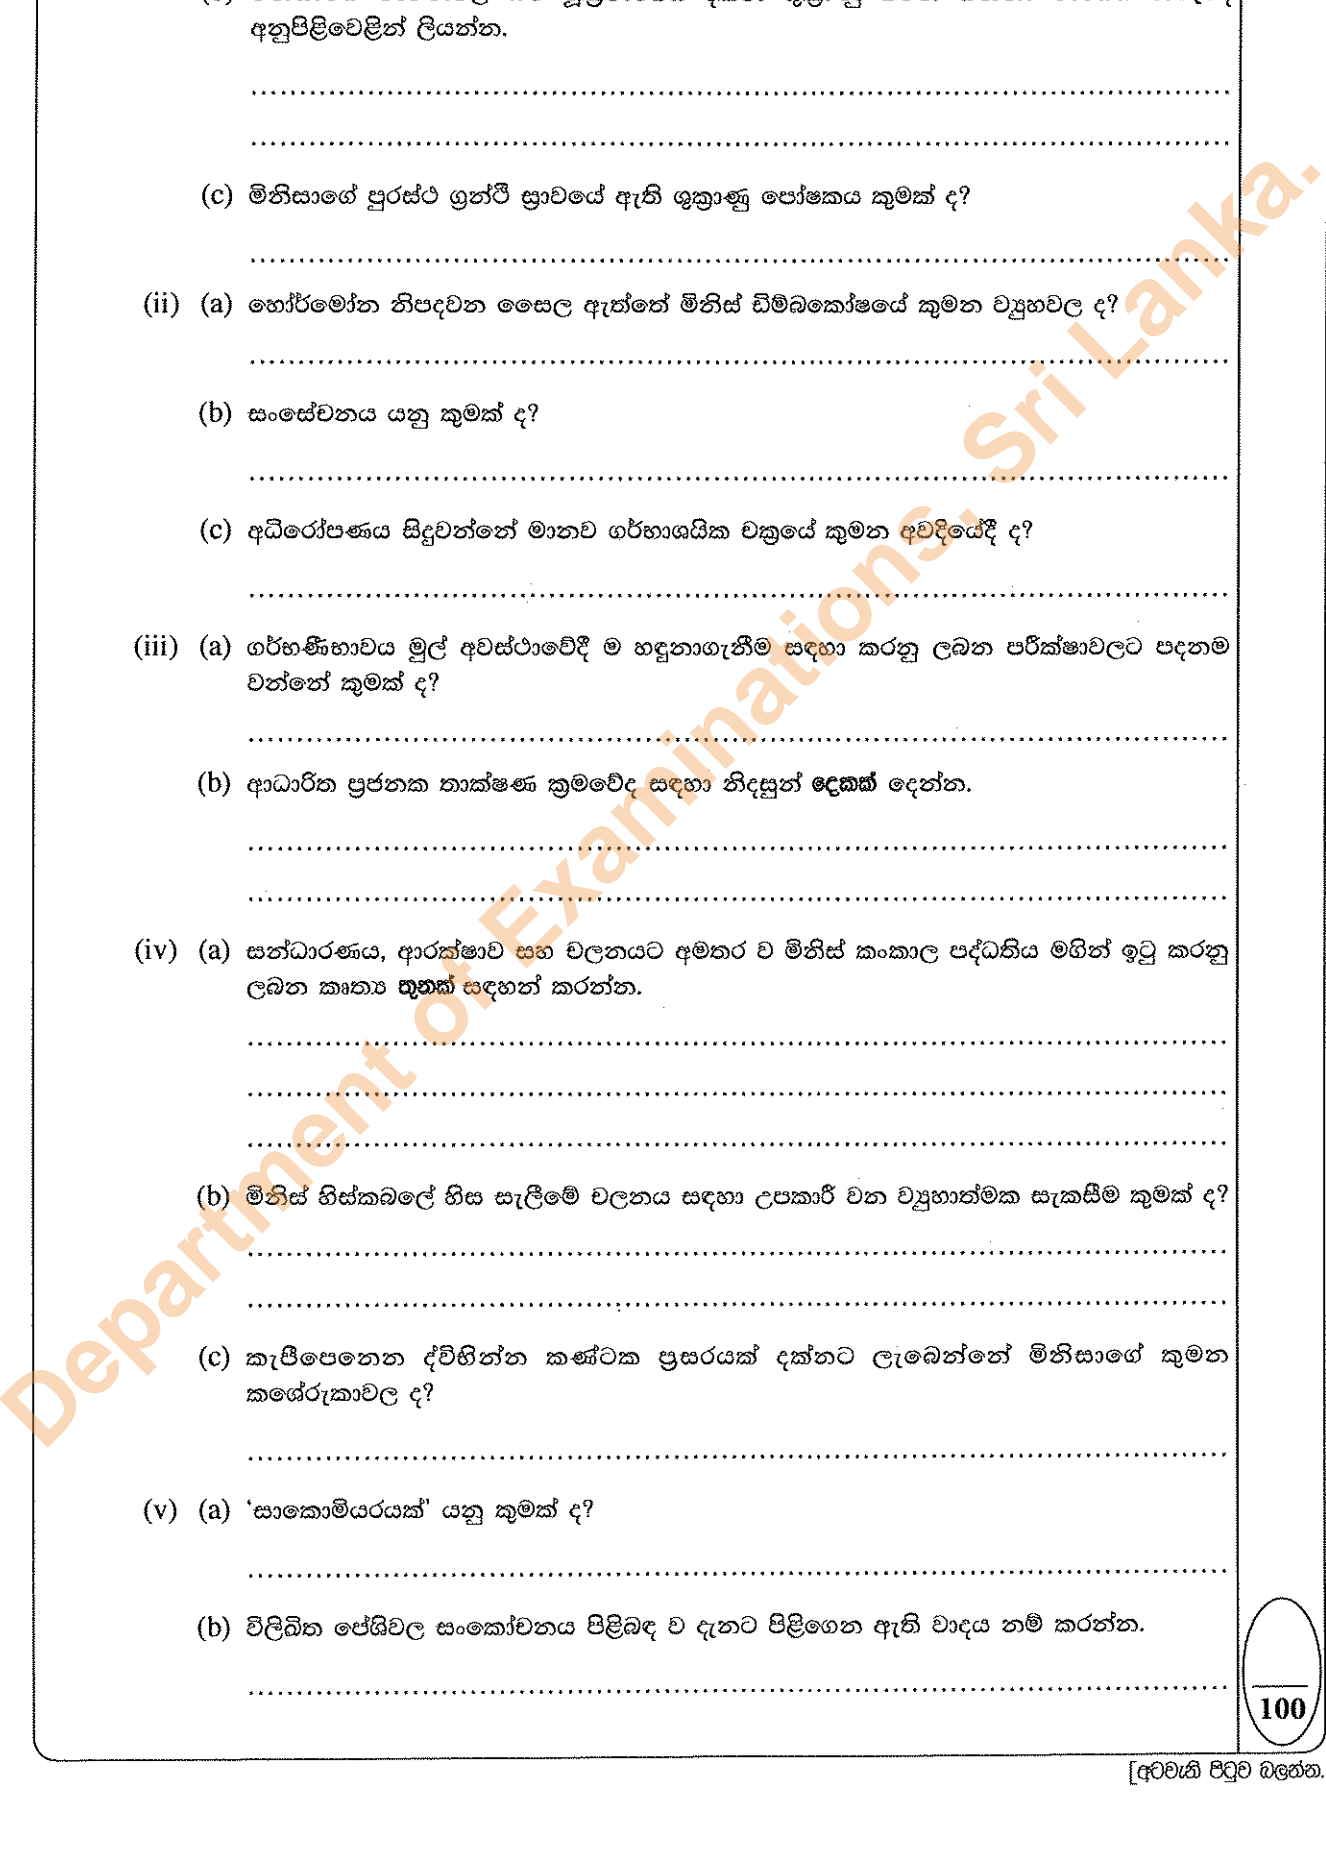 අනුපිළිවෙළින් ලියන්න.
(c) මිනිසාගේ පුරස්ථ ග්‍රන්ථි ස්‍රාවයේ ඇති ශුක්‍රාණු පෝෂකය කුමක් ද?
(ii) (a) හෝර්මෝන නිපදවන සෛල ඇත්තේ මිනිස් ඩිම්බකෝෂයේ කුමන ව්‍යුහවල ද?
(b) සංසේචනය යනු කුමක් ද?
(c) අධිරෝපණය සිදුවන්නේ මානව ගර්භාශයික චක්‍රයේ කුමන අවදියේදී ද?
(iii) (a) ගර්භණීභාවය මුල් අවස්ථාවේදී ම හඳුනාගැනීම සඳහා කරනු ලබන පරීක්ෂාවලට පදනම
වන්නේ කුමක් ද?
(b) ආධාරිත ප්‍රජනක තාක්ෂණ ක්‍රමවේද සඳහා නිදසුන් දෙකක් දෙන්න.
(iv) (a) සන්ධාරණය, ආරක්ෂාව සහ චලනයට අමතර ව මිනිස් කංකාල පද්ධතිය මගින් ඉටු කරනු
ලබන කෘත්‍ය තුනක් සඳහන් කරන්න.
(b) මිනිස් හිස්කබලේ හිස සැලීමේ චලනය සඳහා උපකාරී වන ව්‍යුහාත්මක සැකසීම කුමක් ද?
(c) කැපීපෙනෙන ද්විභින්න කණ්ටක ප්‍රසරයක් දක්නට ලැබෙන්නේ මිනිසාගේ කුමන
කශේරුකාවල ද?
(v) (a) ‘සාකොමියරයක්’ යනු කුමක් ද?
(b) විලිඛිත පේශිවල සංකෝචනය පිළිබඳ ව දැනට පිළිගෙන ඇති වාදය නම් කරන්න.
100
[අටවැනි පිටුව බලන්න.
Department of Examinations, Sri Lanka.